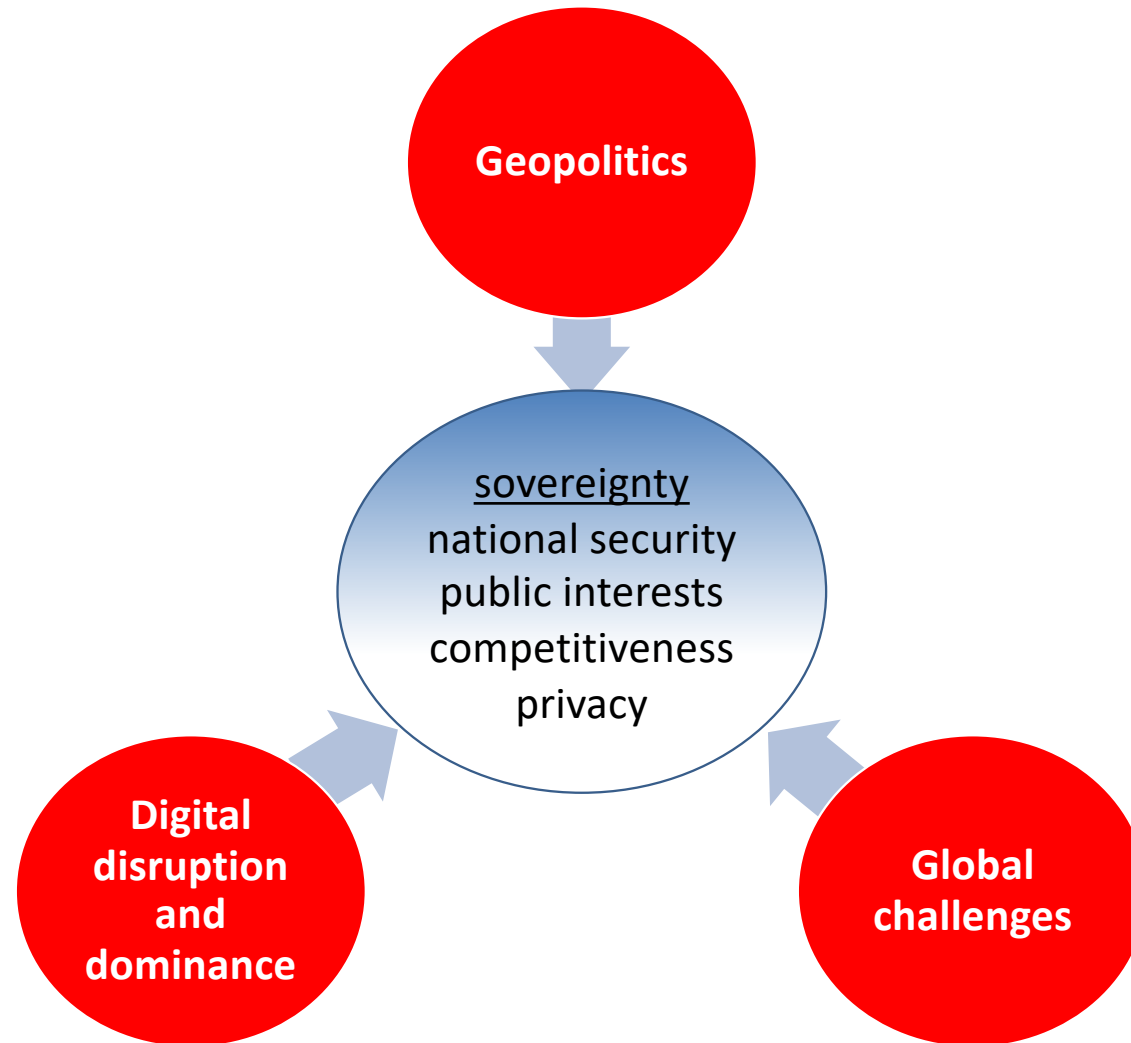 Geopolitics
sovereignty
national security
public interests
competitiveness
privacy
Digital
disruption
and
dominance
Global
challenges